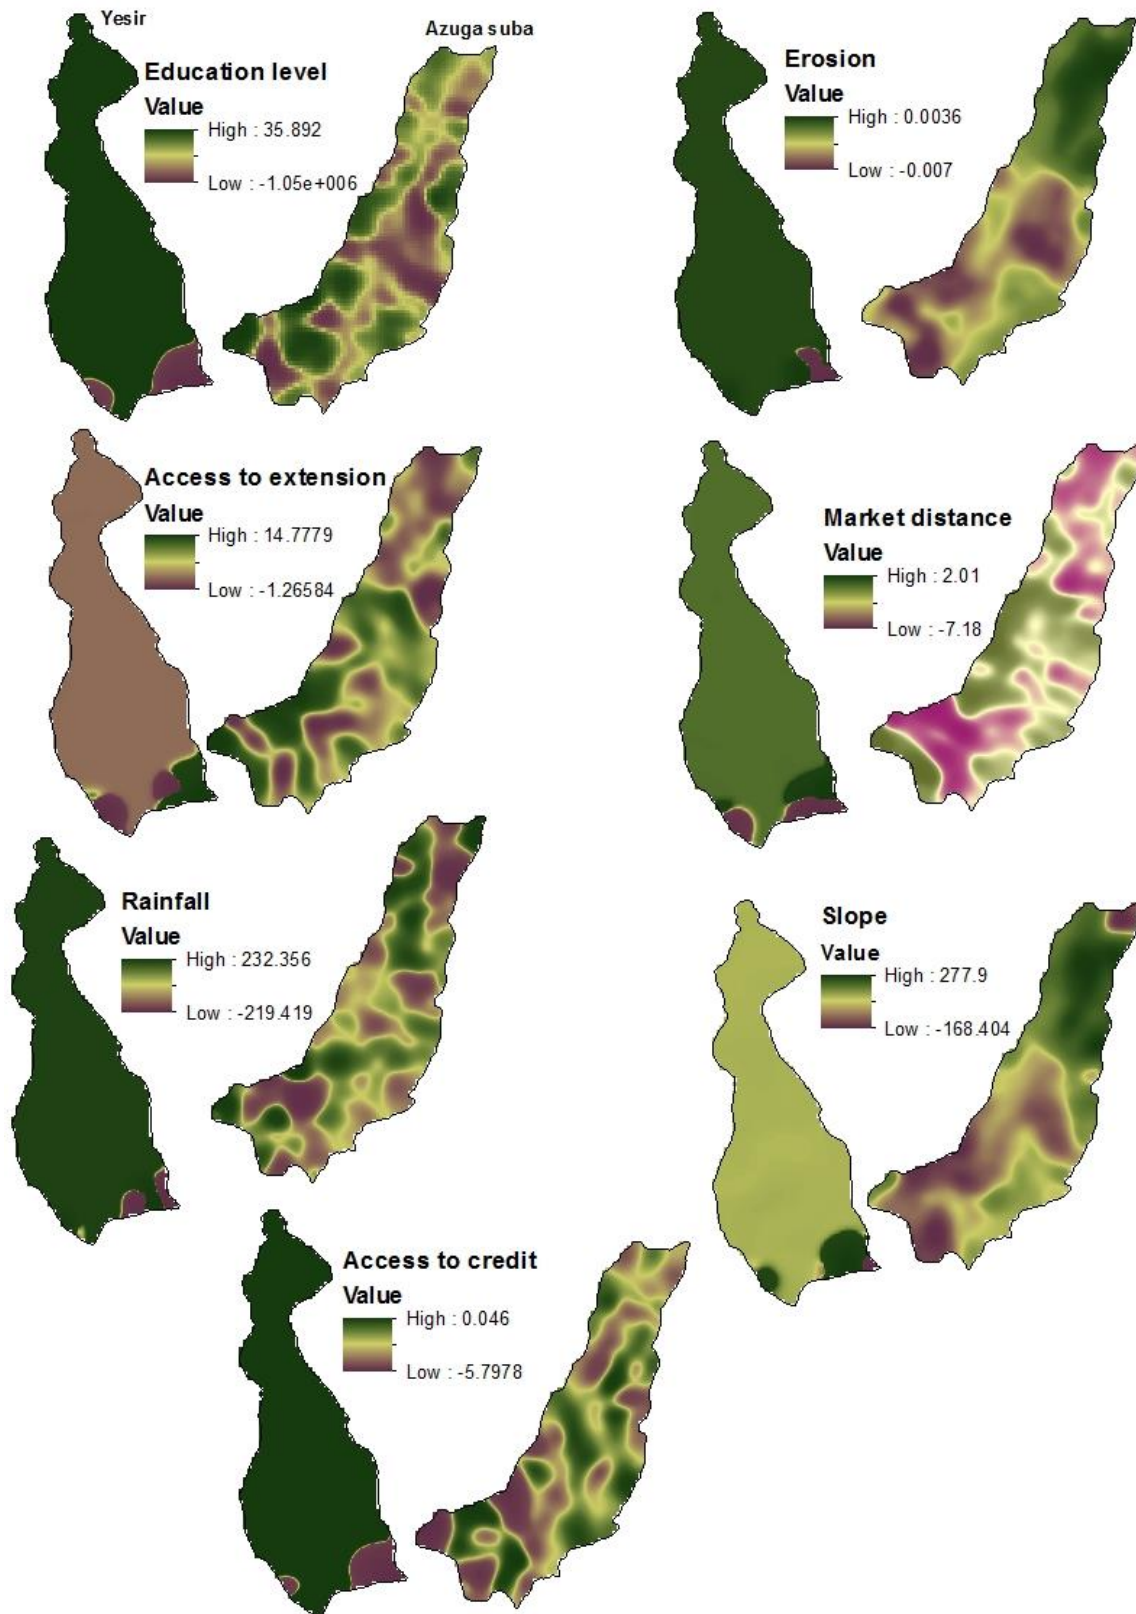 Yesir
Azuga suba
Education level
Value
High : 35.892
Low : -1.05e+006
Erosion
Value
High : 0.0036
Low : -0.007
Access to extension
Value
High : 14.7779
Low : -1.26584
Market distance
Value
High : 2.01
Low : -7.18
Rainfall
Value
High : 232.356
Low : -219.419
Slope
Value
High : 277.9
Low : -168.404
Access to credit
Value
High : 0.046
Low : -5.7978